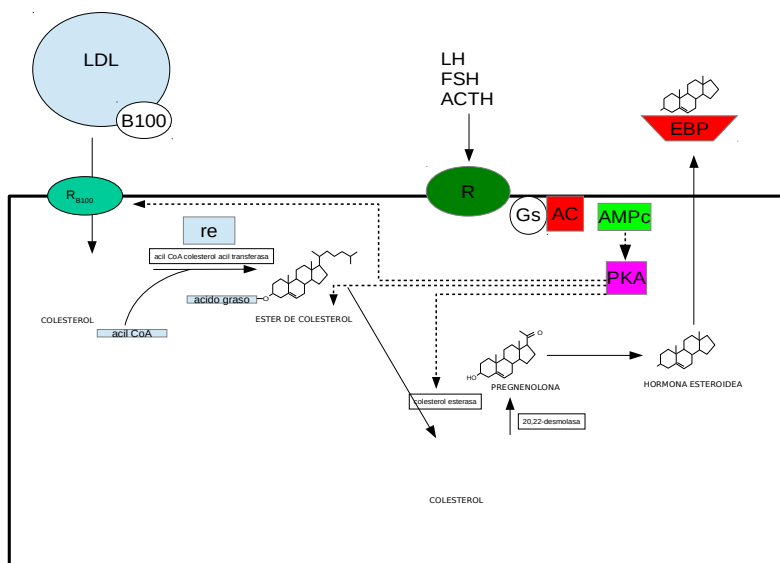 LDL
B100
LH
FSH
ACTH
EBP
R B100
R
Gs
AC
AMPc
re
acil CoA colesterol acil transferasa
PKA
acido graso
O
COLESTEROL
ESTER DE COLESTEROL
acil CoA
O
HO
PREGNENOLONA
HORMONA ESTEROIDEA
colesterol esterasa
20,22-desmolasa
COLESTEROL